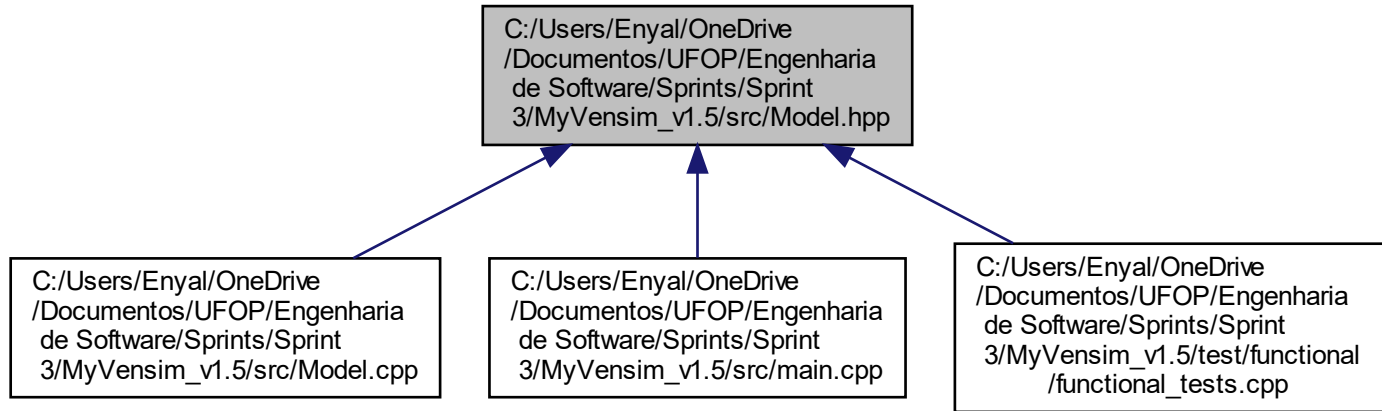 C:/Users/Enyal/OneDrive
/Documentos/UFOP/Engenharia
de Software/Sprints/Sprint
3/MyVensim_v1.5/src/Model.hpp
C:/Users/Enyal/OneDrive
/Documentos/UFOP/Engenharia
de Software/Sprints/Sprint
3/MyVensim_v1.5/src/Model.cpp
C:/Users/Enyal/OneDrive
/Documentos/UFOP/Engenharia
de Software/Sprints/Sprint
3/MyVensim_v1.5/src/main.cpp
C:/Users/Enyal/OneDrive
/Documentos/UFOP/Engenharia
de Software/Sprints/Sprint
3/MyVensim_v1.5/test/functional
/functional_tests.cpp